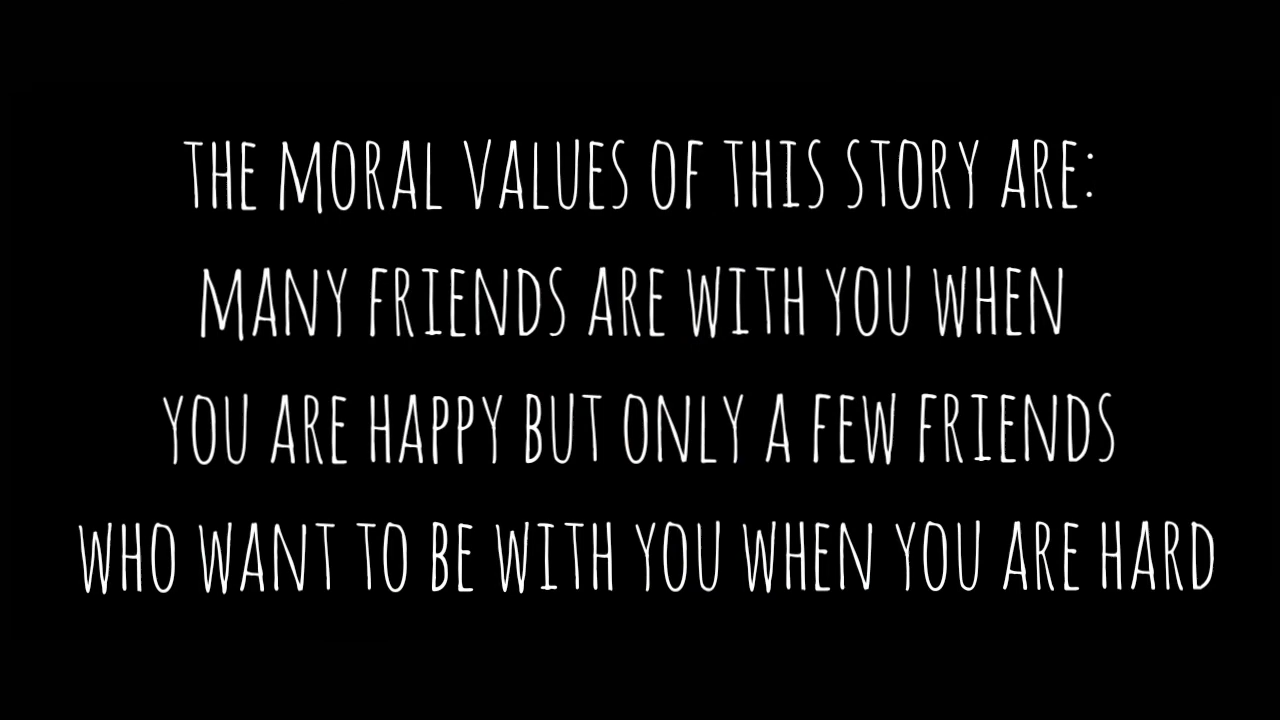 THE MORAL VALUES OF THIS STORY ARE:
MANY FRIENDS ARE WITH YOU WHEN
YOU ARE HAPPY BUT ONLY A FEW FRIENDS
WHO WANT TO BE WITH YOU WHEN YOU ARE HARD